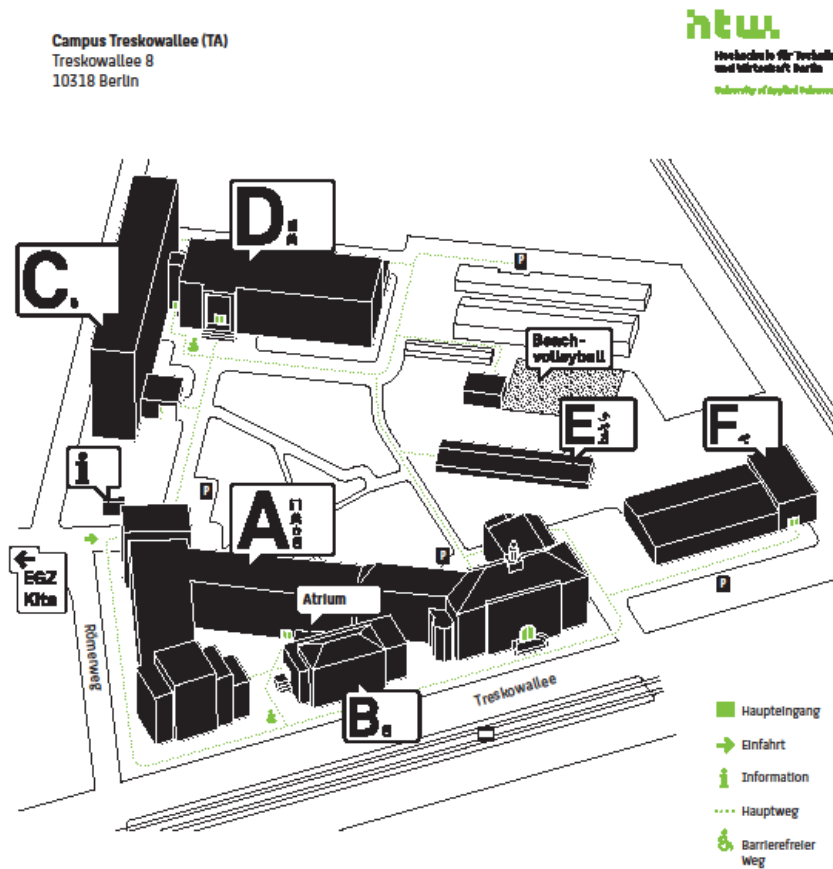 Campus Treskowallee (TA)
Treskowallee 8
10318 Berlin
htw.
Hochschule für Technik
und Wirtschaft Berlin
University of Applied Sciences
D
C.
P
Beach-
volleyball
E
F
i
P
A
P
EGZ
Kita
Atrium
P
Römerweg
Treskowallee
B.
Haupteingang
Einfahrt
i Information
Hauptweg
Barrierefreier
Weg